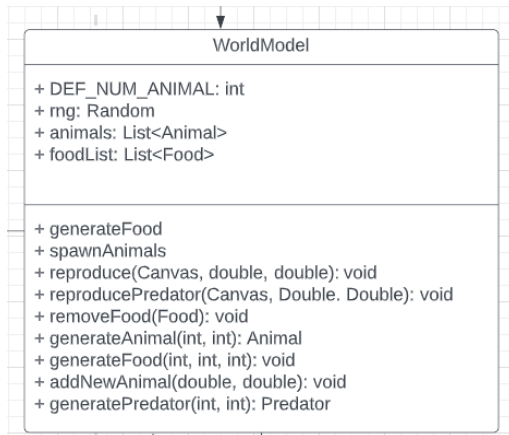 WorldModel
+ DEF_NUM_ANIMAL: int
+ rng: Random
+ animals: List<Animal>
+ foodList: List<Food>
+ generateFood
+ spawnAnimals
+ reproduce(Canvas, double, double): void
+ reproducePredator(Canvas, Double. Double): void
+ removeFood(Food): void
+ generateAnimal(int, int): Animal
+ generateFood(int, int, int): void
+ addNewAnimal(double, double): void
+ generatePredator(int, int): Predator